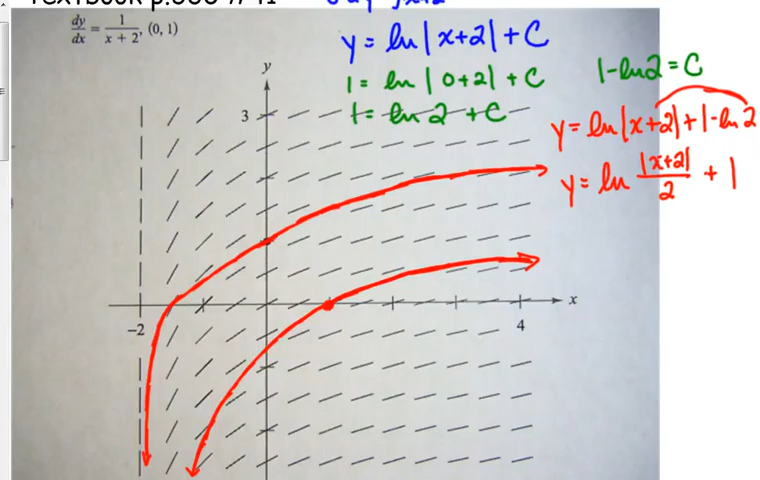 dy/dx = 1/(x + 2), (0, 1)
y = ln|x+2| + C
1 = ln|0+2| + C
1 = ln 2 + C
1-ln2 = C
y = ln|x+2| + 1-ln 2
y = ln |x+2|/2 + 1
y
3
x
-2
4